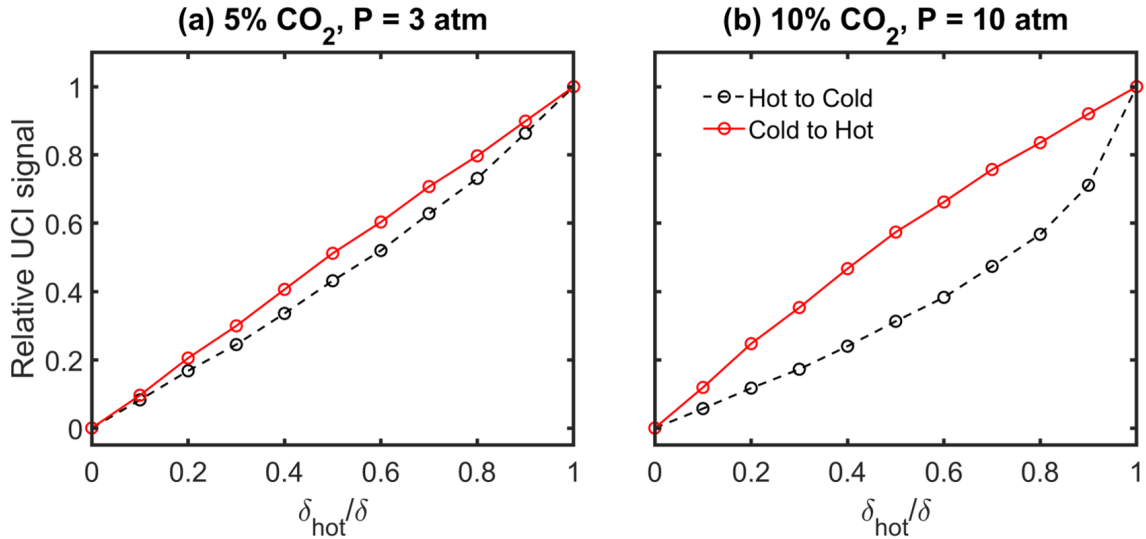 (a) 5% CO₂, P = 3 atm
Relative UCI signal
1
0.8
0.6
0.4
0.2
0
0 0.2 0.4 0.6 0.8 1
δhot/δ
(b) 10% CO₂, P = 10 atm
Hot to Cold
Cold to Hot
0 0.2 0.4 0.6 0.8 1
δhot/δ